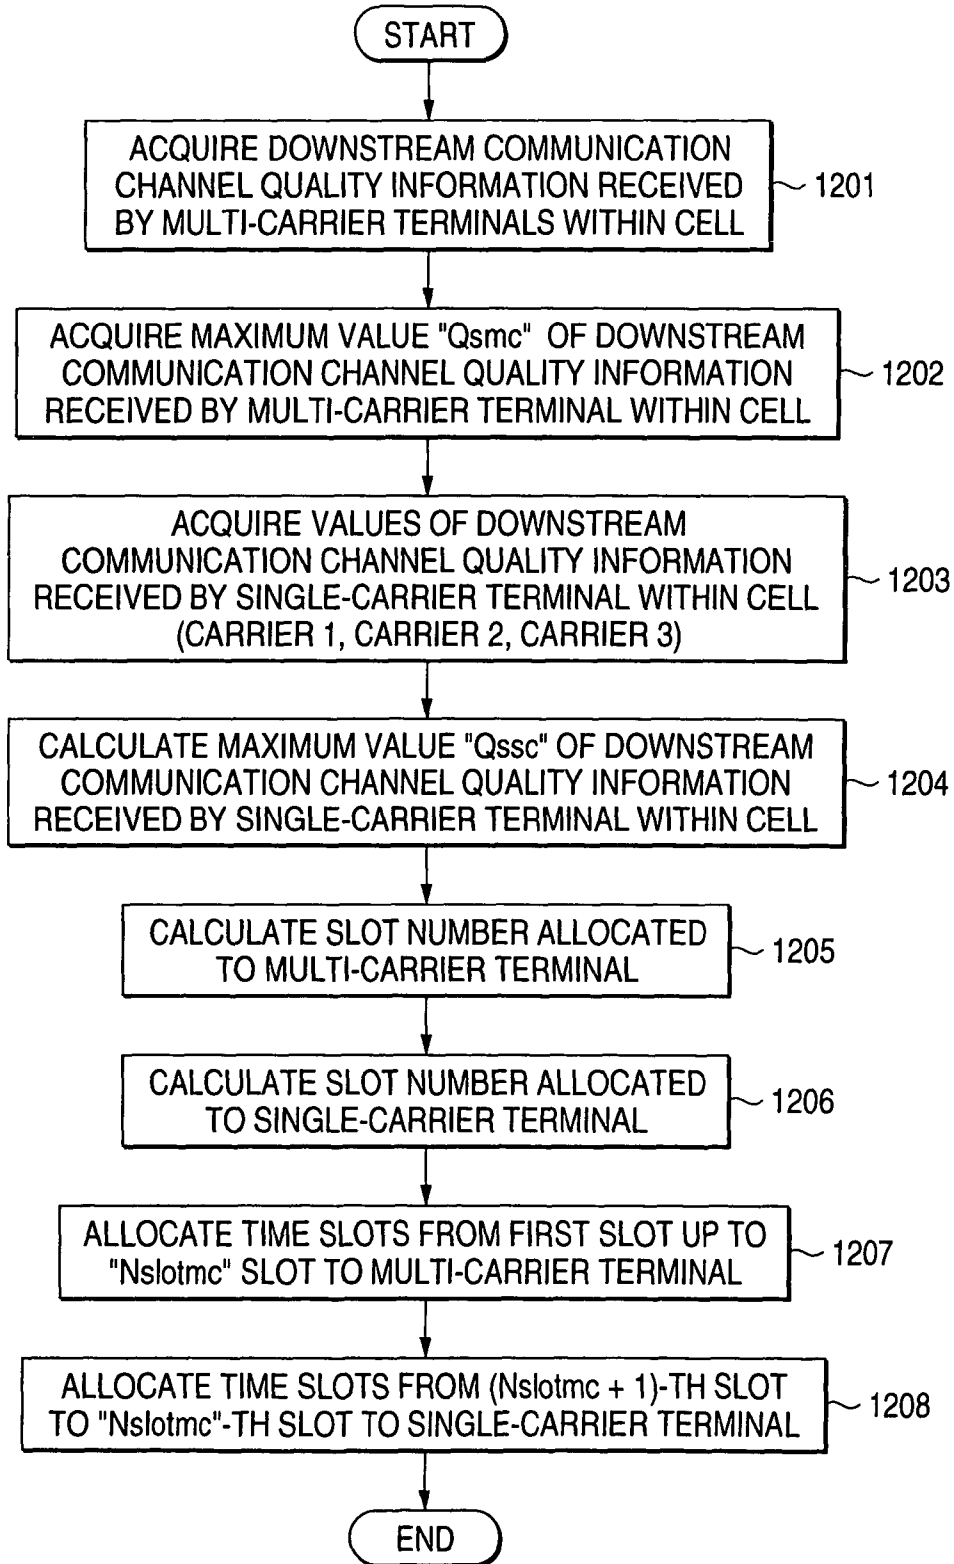 START
ACQUIRE DOWNSTREAM COMMUNICATION
CHANNEL QUALITY INFORMATION RECEIVED
BY MULTI-CARRIER TERMINALS WITHIN CELL
1201
ACQUIRE MAXIMUM VALUE "Qsmc" OF DOWNSTREAM
COMMUNICATION CHANNEL QUALITY INFORMATION
RECEIVED BY MULTI-CARRIER TERMINAL WITHIN CELL
1202
ACQUIRE VALUES OF DOWNSTREAM
COMMUNICATION CHANNEL QUALITY INFORMATION
RECEIVED BY SINGLE-CARRIER TERMINAL WITHIN CELL
(CARRIER 1, CARRIER 2, CARRIER 3)
1203
CALCULATE MAXIMUM VALUE "Qssc" OF DOWNSTREAM
COMMUNICATION CHANNEL QUALITY INFORMATION
RECEIVED BY SINGLE-CARRIER TERMINAL WITHIN CELL
1204
CALCULATE SLOT NUMBER ALLOCATED
TO MULTI-CARRIER TERMINAL
1205
CALCULATE SLOT NUMBER ALLOCATED
TO SINGLE-CARRIER TERMINAL
1206
ALLOCATE TIME SLOTS FROM FIRST SLOT UP TO
"Nslotmc" SLOT TO MULTI-CARRIER TERMINAL
1207
ALLOCATE TIME SLOTS FROM (Nslotmc + 1)-TH SLOT
TO "Nslotmc"-TH SLOT TO SINGLE-CARRIER TERMINAL
1208
END